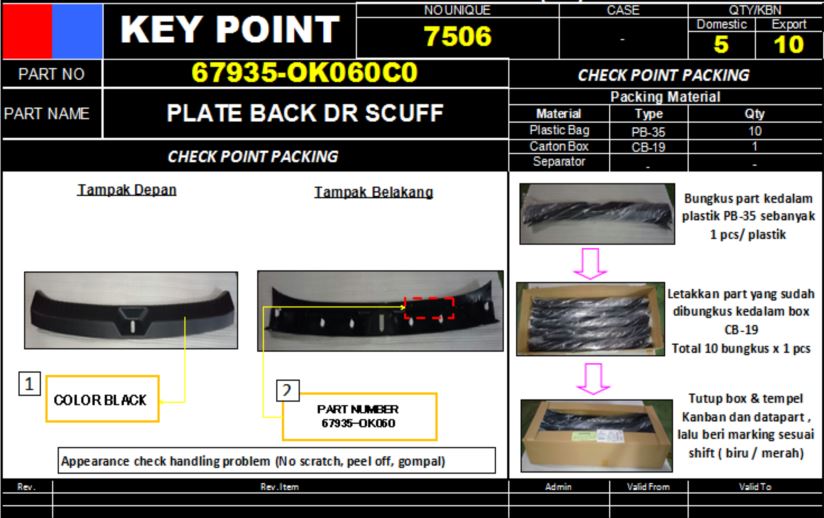 KEY POINT
NO UNIQUE
7506
CASE
-
QTY/KBN
Domestic
Export
5
10
PART NO
67935-OK060C0
PART NAME
PLATE BACK DR SCUFF
CHECK POINT PACKING
CHECK POINT PACKING
Packing Material
Material Type Qty
Plastic Bag PB-35 10
Carton Box CB-19 1
Separator - -
Tampak Depan
Tampak Belakang
1
COLOR BLACK
2
PART NUMBER
67935-OK060
Appearance check handling problem (No scratch, peel off, gompal)
Bungkus part kedalam
plastik PB-35 sebanyak
1 pcs/ plastik
Letakkan part yang sudah
dibungkus kedalam box
CB-19
Total 10 bungkus x 1 pcs
Tutup box & tempel
Kanban dan datapart ,
lalu beri marking sesuai
shift ( biru / merah)
Rev. Rev.Item Admin Valid From Valid To